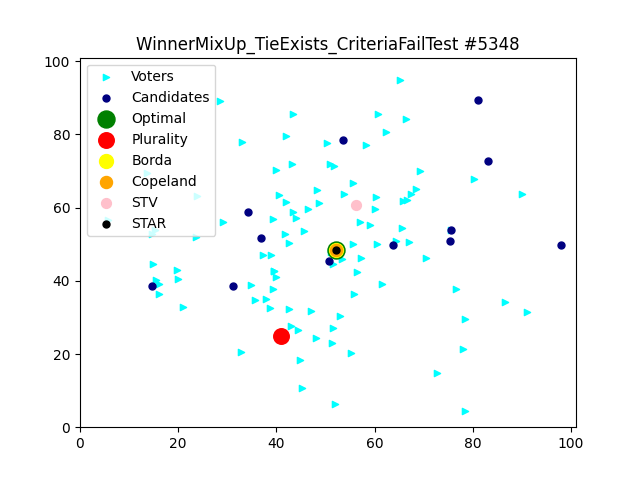 WinnerMixUp_TieExists_CriteriaFailTest #5348
100
80
60
40
20
0
0 20 40 60 80 100
Voters
Candidates
Optimal
Plurality
Borda
Copeland
STV
STAR